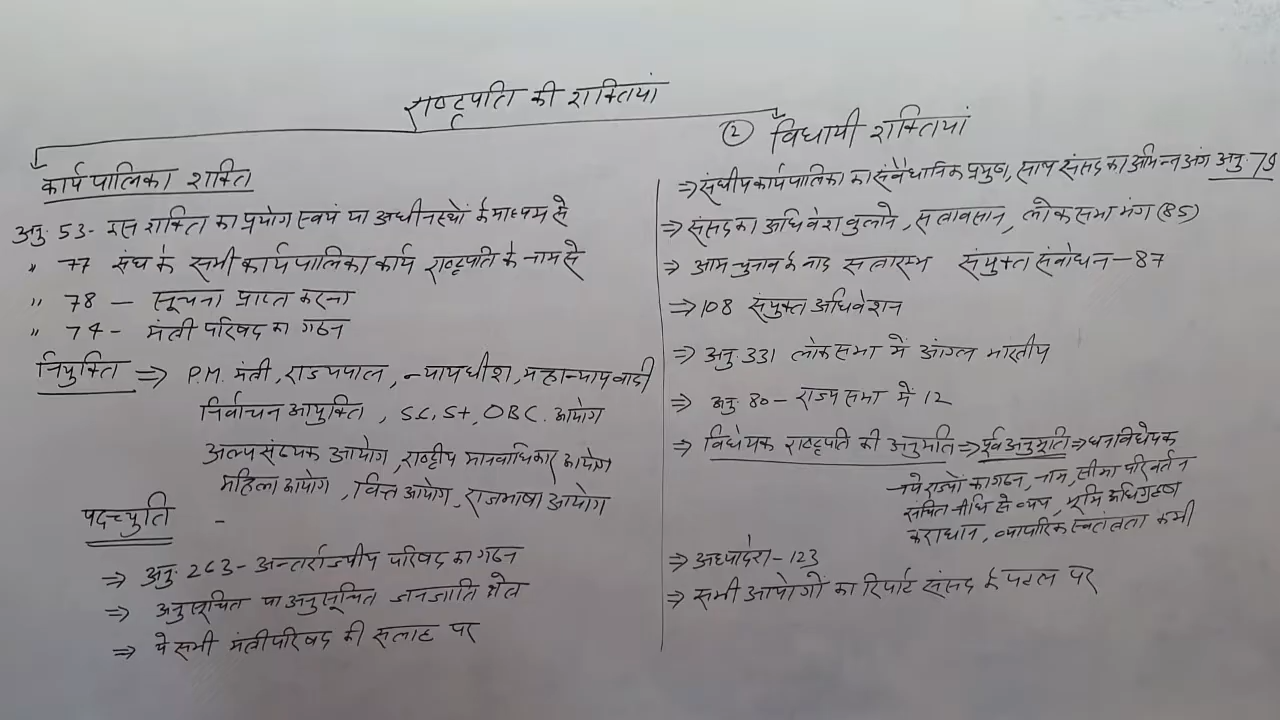 राष्ट्रपति की शक्तियां
कार्यपालिका शक्ति
अनु. 53 - इस शक्ति का प्रयोग स्वयं या अधीनस्थों के माध्यम से
" 77 संघ के सभी कार्यपालिका कार्य राष्ट्रपति के नाम से
" 78 - सूचना प्राप्त करना
" 74 - मंत्री परिषद का गठन
नियुक्ति ⇒ P.M. मंत्री, राज्यपाल, न्यायधीश, महान्यायवादी
निर्वाचन आयुक्ति, SC, St, OBC. आयोग
अल्पसंख्यक आयोग, राष्ट्रीय मानवाधिकार आयोग
महिला आयोग, वित्त आयोग, राजभाषा आयोग
पदच्युति -
⇒ अनु. 263 - अन्तर्राज्यीय परिषद का गठन
⇒ अनुसूचित या अनुसूचित जनजाति क्षेत्र
⇒ ये सभी मंत्रीपरिषद की सलाह पर
② विधायी शक्तियां
⇒ संघीय कार्यपालिका का संवैधानिक प्रमुख, साथ संसद का अभिन्न अंग अनु. 79
⇒ संसद का अधिवेश बुलाने, सत्रावसान, लोक सभा भंग (85)
⇒ आम चुनाव के बाद सत्रारम्भ संयुक्त संबोधन - 87
⇒ 108 संयुक्त अधिवेशन
⇒ अनु. 331 लोकसभा में आंग्ल भारतीय
⇒ अनु. 80 - राज्यसभा में 12
⇒ विधेयक राष्ट्रपति की अनुमति ⇒ पूर्व अनुमति ⇒ धनविधेयक
- नये राज्यों का गठन, नाम, सीमा परिवर्तन
संचित निधि से व्यय, भूमि अधिग्रहण
कराधान, व्यापारिक स्वतंत्रता कमी
⇒ अध्यादेश - 123
⇒ सभी आयोगों का रिपोर्ट संसद के पटल पर